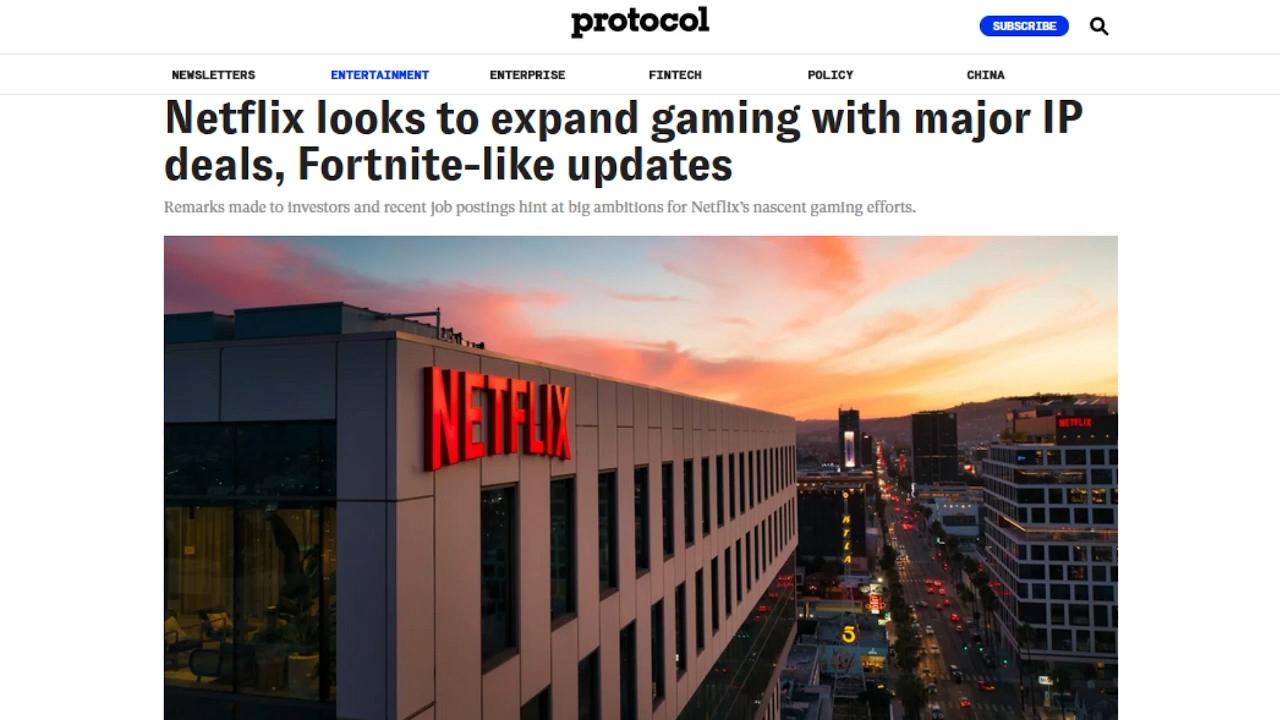 protocol
SUBSCRIBE
NEWSLETTERS
ENTERTAINMENT
ENTERPRISE
FINTECH
POLICY
CHINA
Netflix looks to expand gaming with major IP
deals, Fortnite-like updates
Remarks made to investors and recent job postings hint at big ambitions for Netflix's nascent gaming efforts.
NETFLIX
NETFLIX
5